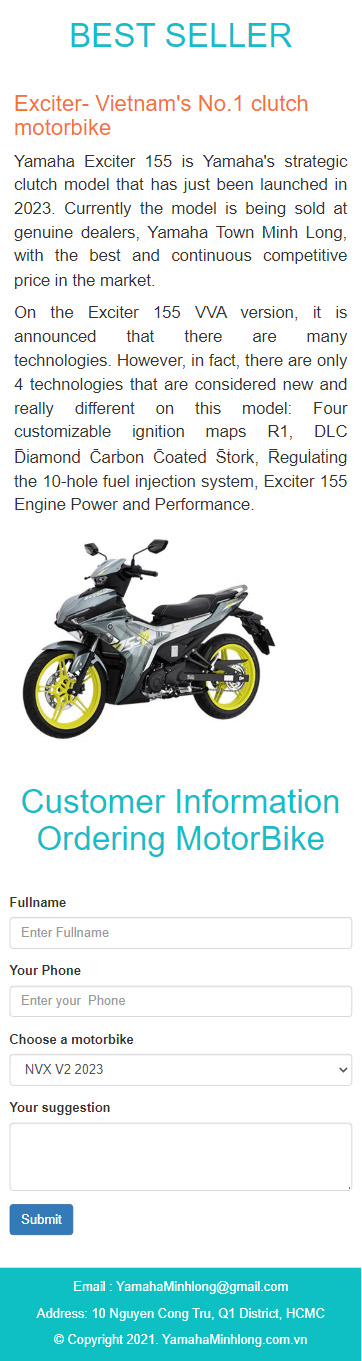 BEST SELLER
Exciter- Vietnam's No.1 clutch
motorbike
Yamaha Exciter 155 is Yamaha's strategic
clutch model that has just been launched in
2023. Currently the model is being sold at
genuine dealers, Yamaha Town Minh Long,
with the best and continuous competitive
price in the market.
On the Exciter 155 VVA version, it is
announced that there are many
technologies. However, in fact, there are only
4 technologies that are considered new and
really different on this model: Four
customizable ignition maps R1, DLC
Diamond Carbon Coated Stork, Regulating
the 10-hole fuel injection system, Exciter 155
Engine Power and Performance.
Customer Information
Ordering MotorBike
Fullname
Enter Fullname
Your Phone
Enter your  Phone
Choose a motorbike
NVX V2 2023
Your suggestion
Submit
Email : YamahaMinhlong@gmail.com
Address: 10 Nguyen Cong Tru, Q1 District, HCMC
© Copyright 2021. YamahaMinhlong.com.vn